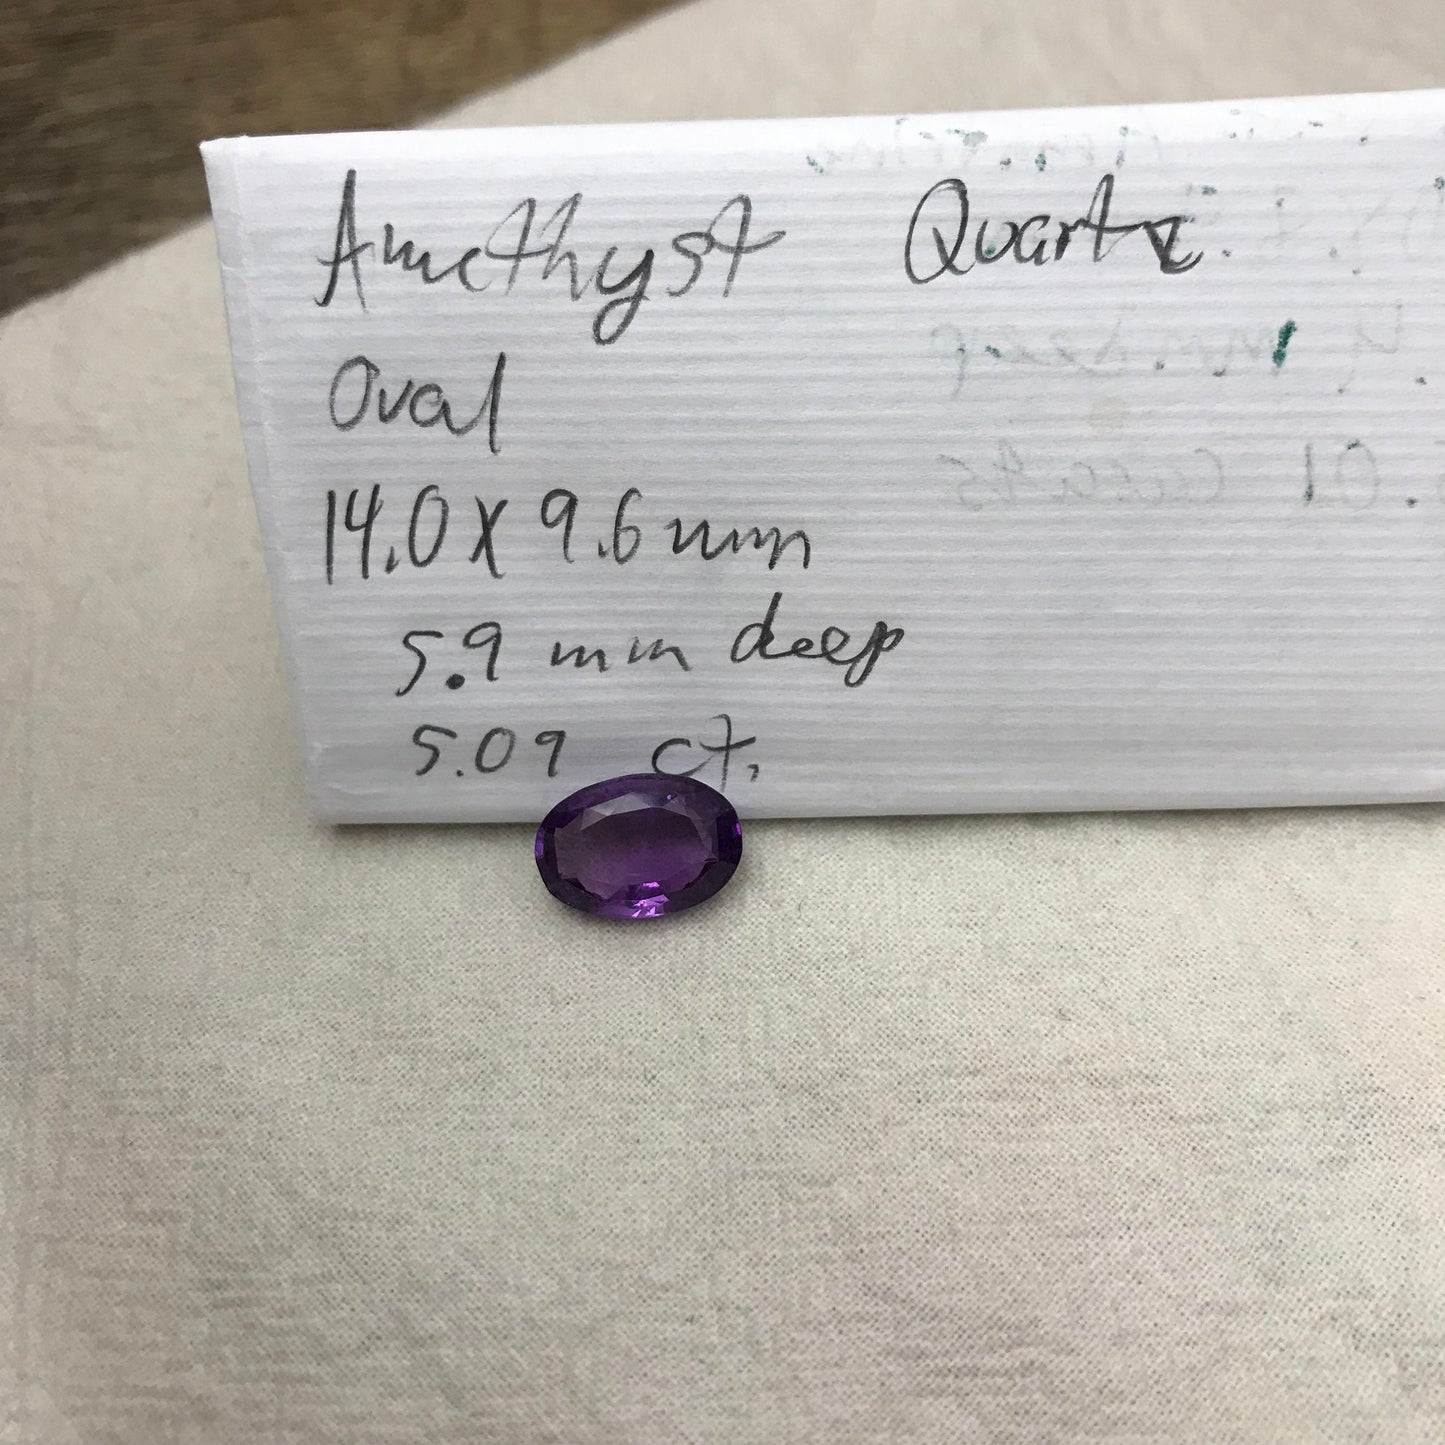 Amethyst Quartz.
Oval
14.0 X 9.6 mm
5.9 mm deep
5.09 ct.